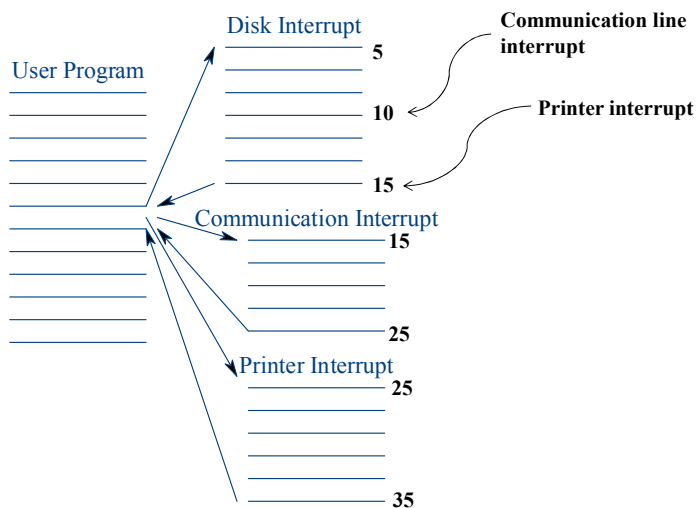 Disk Interrupt
Communication line
interrupt
5
User Program
10
Printer interrupt
15
Communication Interrupt
15
25
Printer Interrupt
25
35